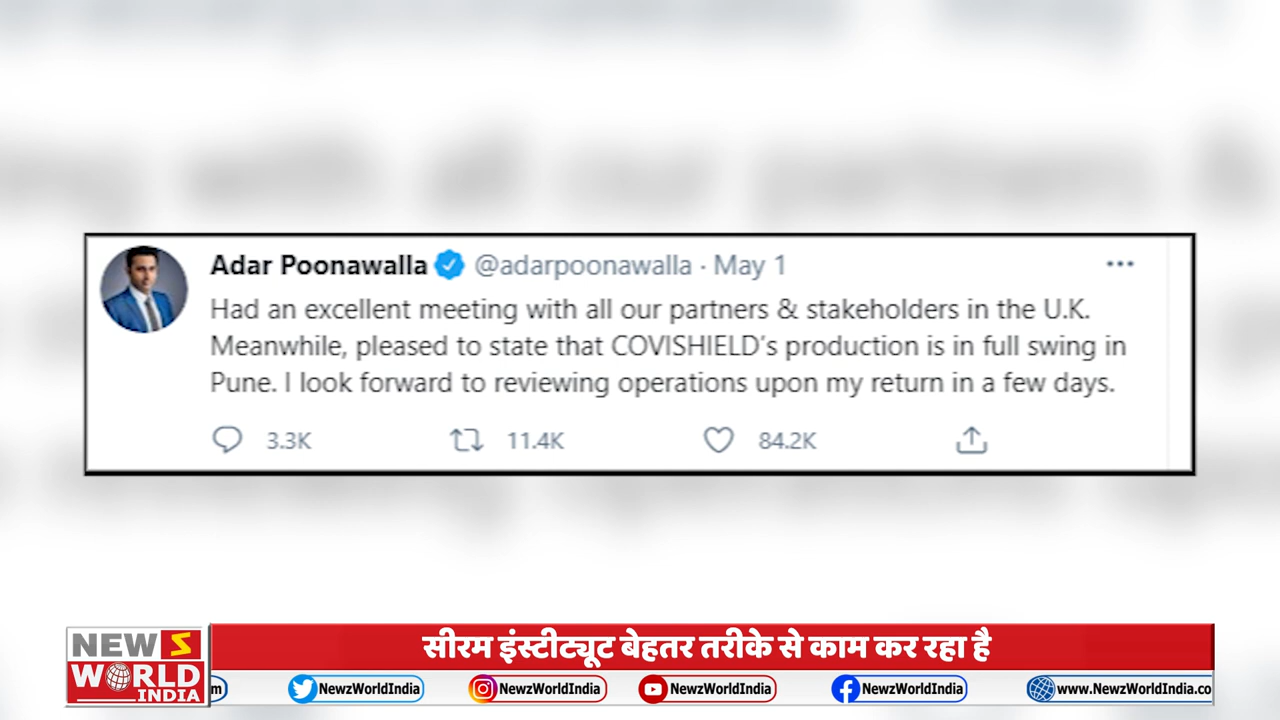 Adar Poonawalla @adarpoonawalla · May 1
Had an excellent meeting with all our partners & stakeholders in the U.K.
Meanwhile, pleased to state that COVISHIELD's production is in full swing in
Pune. I look forward to reviewing operations upon my return in a few days.
3.3K 11.4K 84.2K
सीरम इंस्टीट्यूट बेहतर तरीके से काम कर रहा है
NEWS
WORLD
INDIA
m NewzWorldIndia NewzWorldIndia NewzWorldIndia NewzWorldIndia www.NewzWorldIndia.co